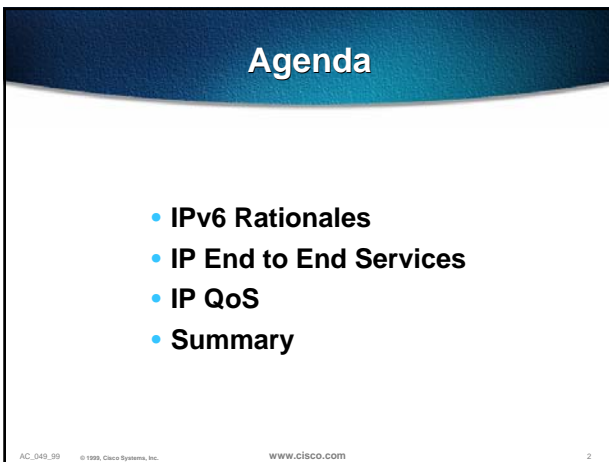 Agenda
• IPv6 Rationales
• IP End to End Services
• IP QoS
• Summary
AC_049_99 © 1999, Cisco Systems, Inc. www.cisco.com 2